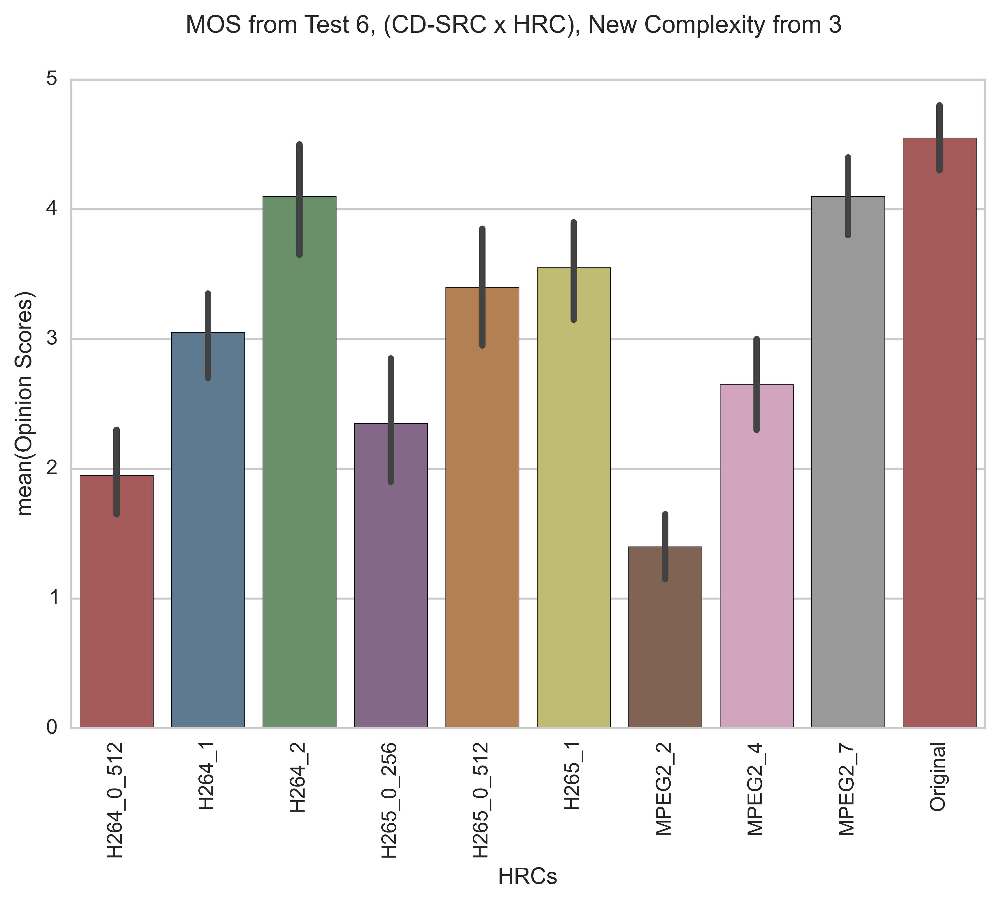 MOS from Test 6, (CD-SRC x HRC), New Complexity from 3
mean(Opinion Scores)
5
4
3
2
1
0
H264_0_512
H264_1
H264_2
H265_0_256
H265_0_512
H265_1
MPEG2_2
MPEG2_4
MPEG2_7
Original
HRCs